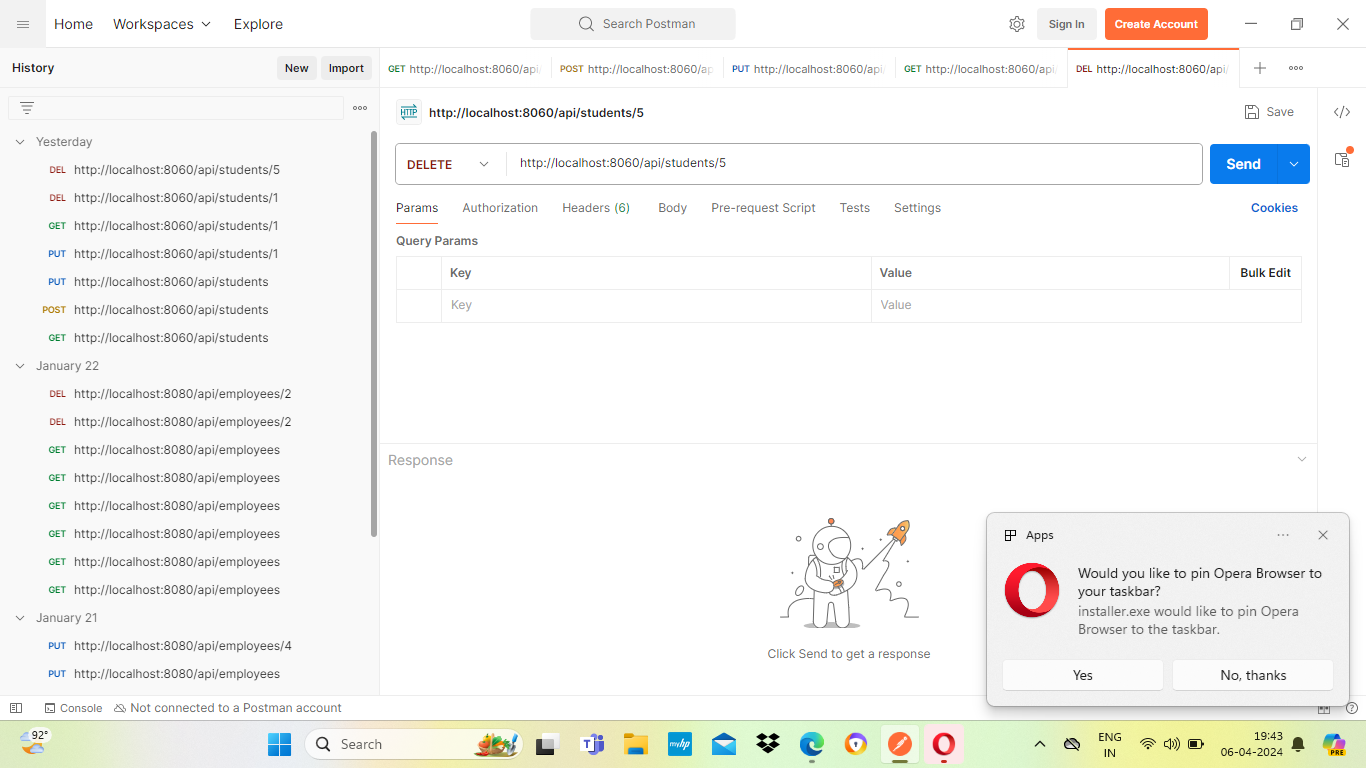 Home
Workspaces
Explore
Search Postman
Sign In
Create Account
History
New
Import
GET http://localhost:8060/api
POST http://localhost:8060/ap
PUT http://localhost:8060/api
GET http://localhost:8060/api
DEL http://localhost:8060/api/
HTTP
http://localhost:8060/api/students/5
Save
DELETE
http://localhost:8060/api/students/5
Send
Params
Authorization
Headers (6)
Body
Pre-request Script
Tests
Settings
Cookies
Query Params
Key
Value
Bulk Edit
Key
Value
Yesterday
DEL http://localhost:8060/api/students/5
DEL http://localhost:8060/api/students/1
GET http://localhost:8060/api/students/1
PUT http://localhost:8060/api/students/1
PUT http://localhost:8060/api/students
POST http://localhost:8060/api/students
GET http://localhost:8060/api/students
January 22
DEL http://localhost:8080/api/employees/2
DEL http://localhost:8080/api/employees/2
GET http://localhost:8080/api/employees
GET http://localhost:8080/api/employees
GET http://localhost:8080/api/employees
GET http://localhost:8080/api/employees
GET http://localhost:8080/api/employees
GET http://localhost:8080/api/employees
January 21
PUT http://localhost:8080/api/employees/4
PUT http://localhost:8080/api/employees
Response
Click Send to get a response
Apps
Would you like to pin Opera Browser to
your taskbar?
installer.exe would like to pin Opera
Browser to the taskbar.
Yes
No, thanks
Console
Not connected to a Postman account
92°
Search
myhp
ENG
IN
19:43
06-04-2024
PRE